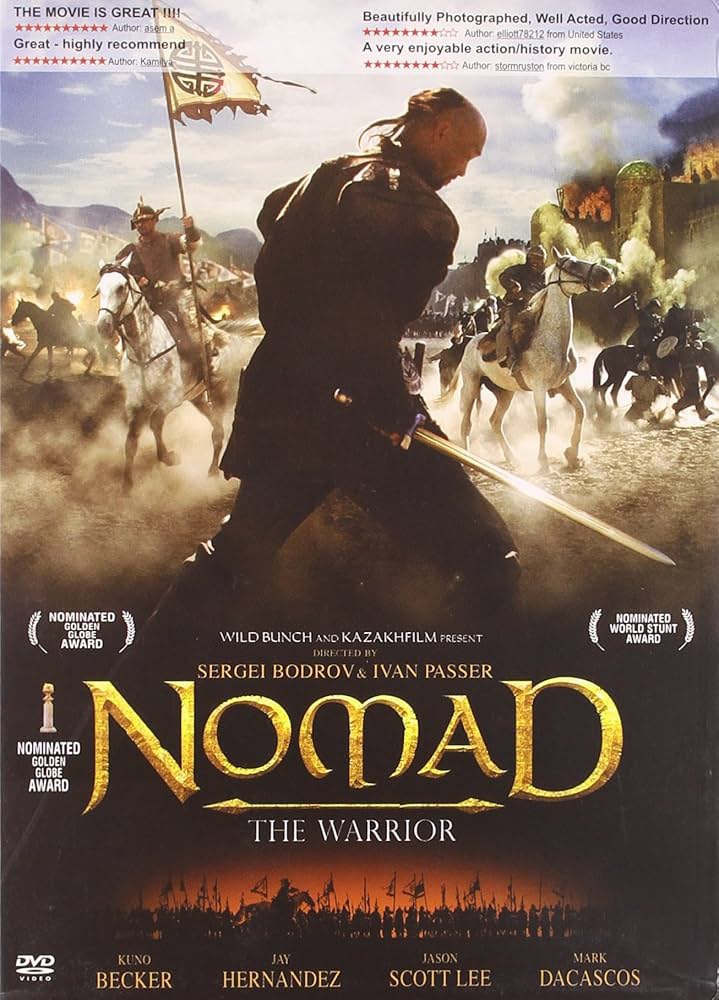 THE MOVIE IS GREAT !!!!
Author: asem a
Great - highly recommend
Author: Kamilya
Beautifully Photographed, Well Acted, Good Direction
Author: elliott78212 from United States
A very enjoyable action/history movie.
Author: stormruston from victoria bc
NOMINATED
GOLDEN
GLOBE
AWARD
NOMINATED
WORLD STUNT
AWARD
WILD BUNCH AND KAZAKHFILM PRESENT
DIRECTED BY
SERGEI BODROV & IVAN PASSER
NOMAD
THE WARRIOR
NOMINATED
GOLDEN
GLOBE
AWARD
DVD
VIDEO
KUNO
BECKER
JAY
HERNANDEZ
JASON
SCOTT LEE
MARK
DACASCOS